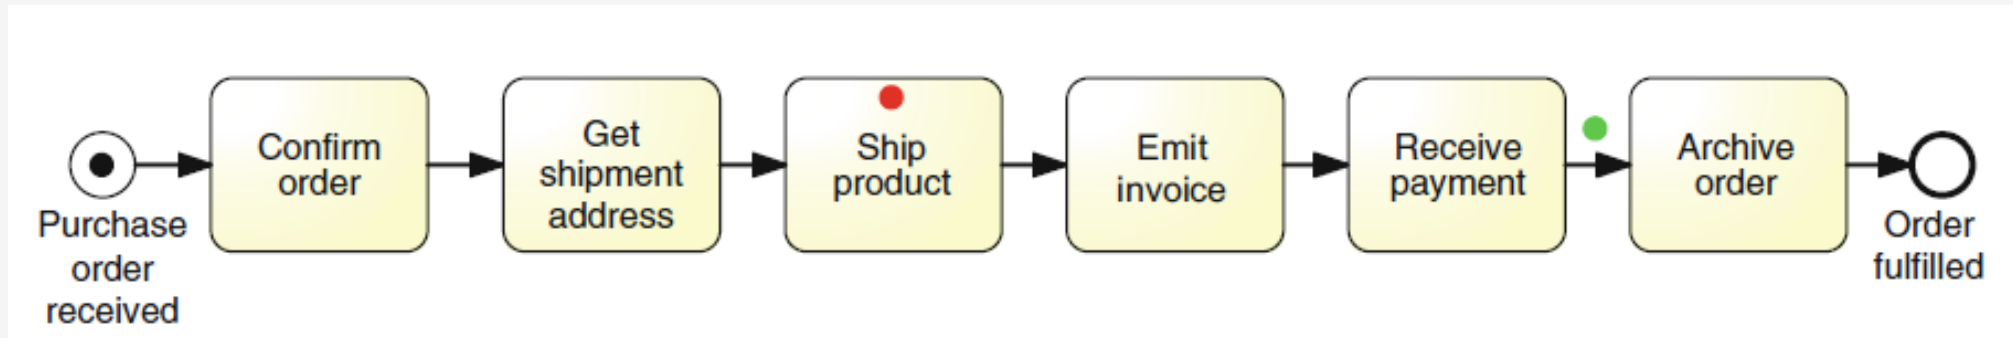 Purchase
order
received
Confirm
order
Get
shipment
address
Ship
product
Emit
invoice
Receive
payment
Archive
order
Order
fulfilled